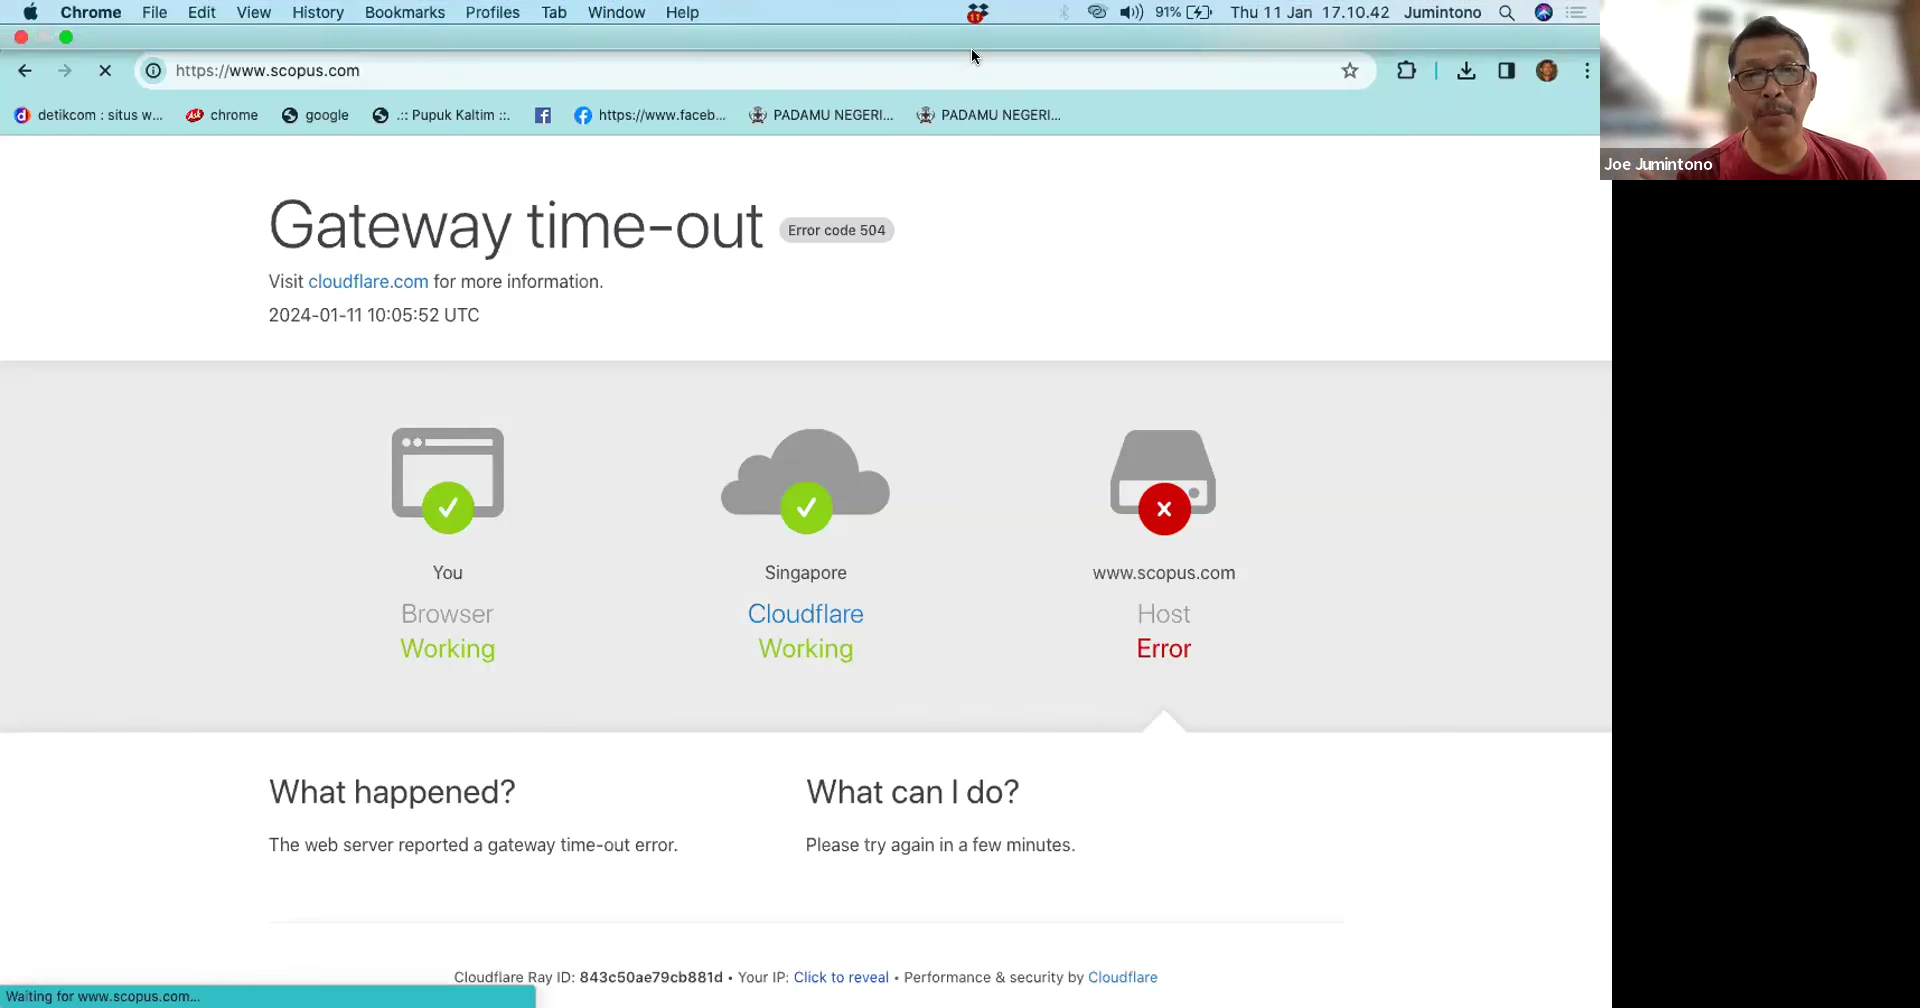 Chrome File Edit View History Bookmarks Profiles Tab Window Help 11 91% Thu 11 Jan 17.10.42 Jumintono
https://www.scopus.com
detikcom : situs w... Ask chrome google .:: Pupuk Kaltim ::. https://www.faceb... PADAMU NEGERI... PADAMU NEGERI...
Joe Jumintono
Gateway time-out Error code 504
Visit cloudflare.com for more information.
2024-01-11 10:05:52 UTC
You Singapore www.scopus.com
Browser Cloudflare Host
Working Working Error
What happened? What can I do?
The web server reported a gateway time-out error. Please try again in a few minutes.
Cloudflare Ray ID: 843c50ae79cb881d • Your IP: Click to reveal • Performance & security by Cloudflare
Waiting for www.scopus.com...